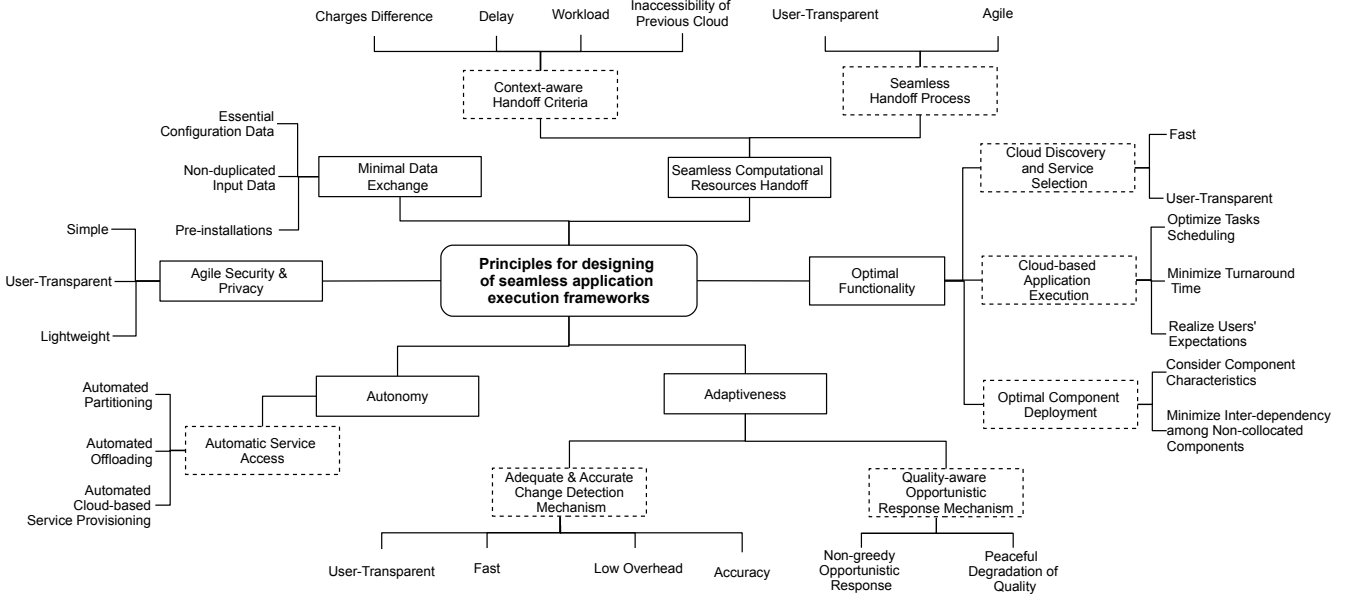 Charges Difference
Delay
Workload
Inaccessibility of
Previous Cloud
User-Transparent
Agile
Context-aware
Handoff Criteria
Seamless
Handoff Process
Essential
Configuration Data
Non-duplicated
Input Data
Pre-installations
Minimal Data
Exchange
Seamless Computational
Resources Handoff
Cloud Discovery
and Service
Selection
Fast
User-Transparent
Simple
User-Transparent
Lightweight
Agile Security &
Privacy
Principles for designing
of seamless application
execution frameworks
Optimal
Functionality
Cloud-based
Application
Execution
Optimize Tasks
Scheduling
Minimize Turnaround
Time
Realize Users'
Expectations
Autonomy
Adaptiveness
Optimal Component
Deployment
Consider Component
Characteristics
Minimize Inter-dependency
among Non-collocated
Components
Automated
Partitioning
Automated
Offloading
Automated
Cloud-based
Service Provisioning
Automatic Service
Access
Adequate & Accurate
Change Detection
Mechanism
Quality-aware
Opportunistic
Response Mechanism
User-Transparent
Fast
Low Overhead
Accuracy
Non-greedy
Opportunistic
Response
Peaceful
Degradation of
Quality